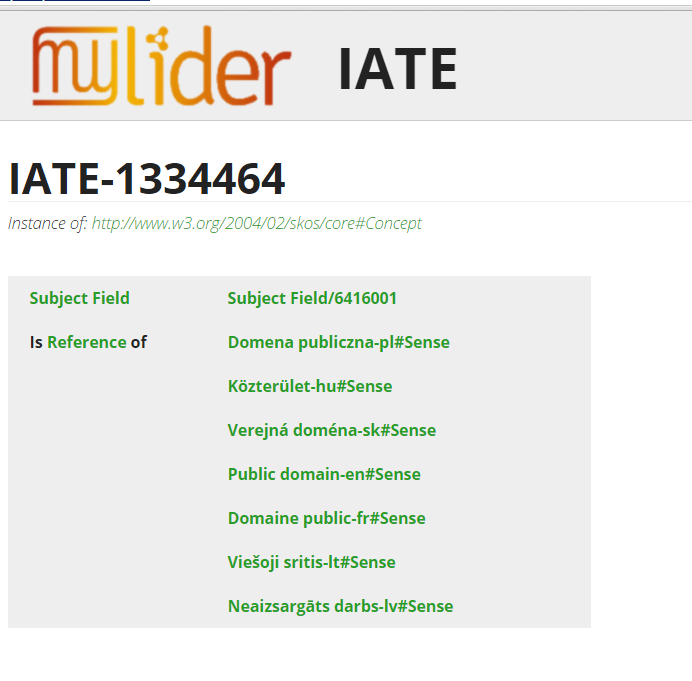 mylider IATE
IATE-1334464
Instance of: http://www.w3.org/2004/02/skos/core#Concept
Subject Field Subject Field/6416001
Is Reference of Domena publiczna-pl#Sense
Közterület-hu#Sense
Verejná doména-sk#Sense
Public domain-en#Sense
Domaine public-fr#Sense
Viešoji sritis-lt#Sense
Neaizsargāts darbs-lv#Sense